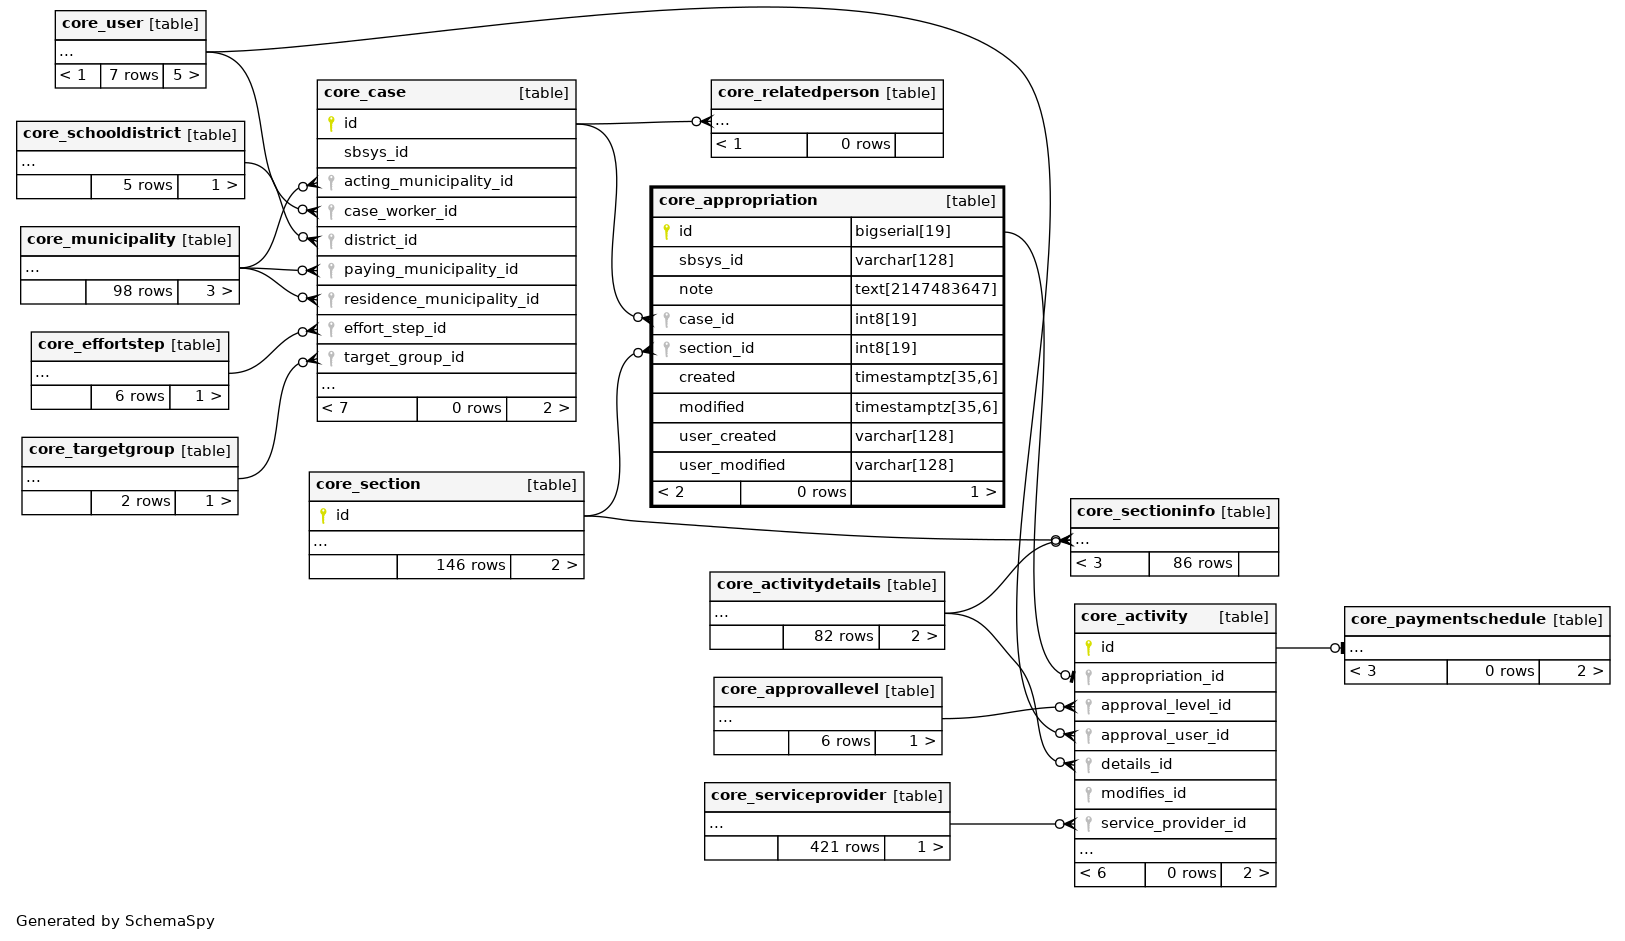 core_user [table]
...
< 1 7 rows 5 >
core_schooldistrict [table]
...
5 rows 1 >
core_municipality [table]
...
98 rows 3 >
core_effortstep [table]
...
6 rows 1 >
core_targetgroup [table]
...
2 rows 1 >
core_case [table]
id
sbsys_id
acting_municipality_id
case_worker_id
district_id
paying_municipality_id
residence_municipality_id
effort_step_id
target_group_id
...
< 7 0 rows 2 >
core_section [table]
id
...
146 rows 2 >
core_relatedperson [table]
...
< 1 0 rows
core_appropriation [table]
id bigserial[19]
sbsys_id varchar[128]
note text[2147483647]
case_id int8[19]
section_id int8[19]
created timestamptz[35,6]
modified timestamptz[35,6]
user_created varchar[128]
user_modified varchar[128]
< 2 0 rows 1 >
core_activitydetails [table]
...
82 rows 2 >
core_approvallevel [table]
...
6 rows 1 >
core_serviceprovider [table]
...
421 rows 1 >
core_sectioninfo [table]
...
< 3 86 rows
core_activity [table]
id
appropriation_id
approval_level_id
approval_user_id
details_id
modifies_id
service_provider_id
...
< 6 0 rows 2 >
core_paymentschedule [table]
...
< 3 0 rows 2 >
Generated by SchemaSpy